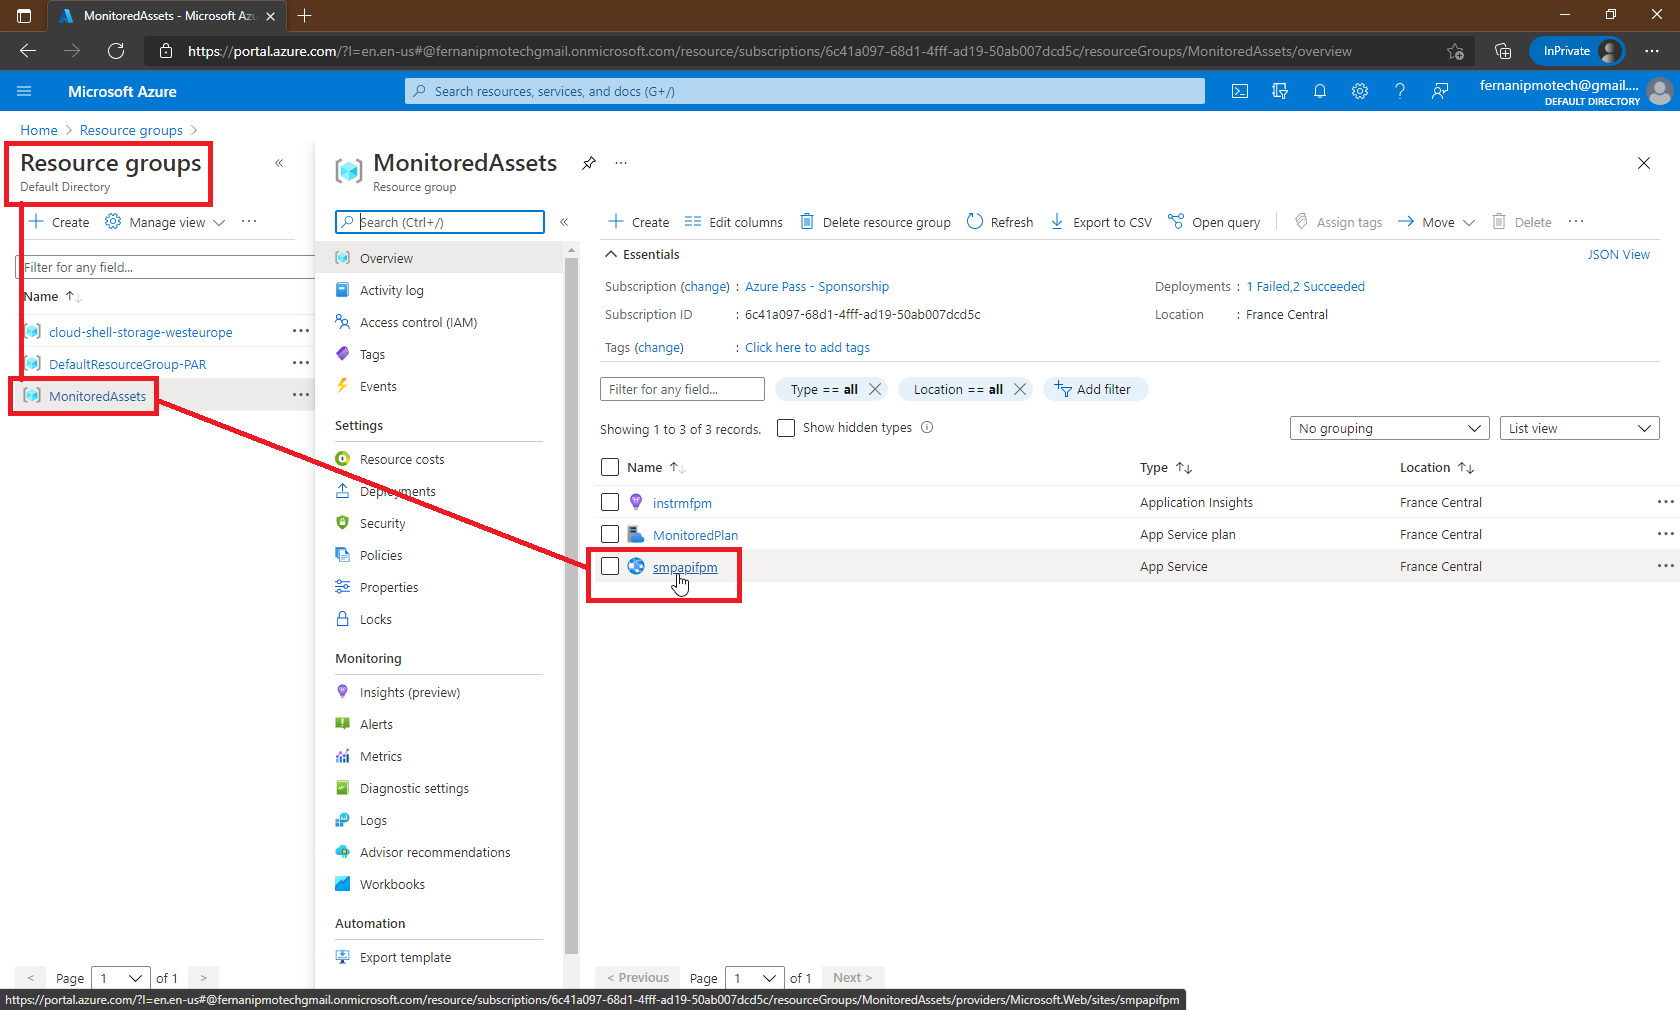 MonitoredAssets - Microsoft Azu
https://portal.azure.com/?l=en.en-us#@fernanipmotechgmail.onmicrosoft.com/resource/subscriptions/6c41a097-68d1-4fff-ad19-50ab007dcd5c/resourceGroups/MonitoredAssets/overview
InPrivate
Microsoft Azure
Search resources, services, and docs (G+/)
fernanipmotech@gmail....
DEFAULT DIRECTORY
Home > Resource groups >
Resource groups
Default Directory
Create
Manage view
Filter for any field...
Name
cloud-shell-storage-westeurope
DefaultResourceGroup-PAR
MonitoredAssets
< Page 1 of 1 >
MonitoredAssets
Resource group
Search (Ctrl+/)
Overview
Activity log
Access control (IAM)
Tags
Events
Settings
Resource costs
Deployments
Security
Policies
Properties
Locks
Monitoring
Insights (preview)
Alerts
Metrics
Diagnostic settings
Logs
Advisor recommendations
Workbooks
Automation
Export template
Create Edit columns Delete resource group Refresh Export to CSV Open query Assign tags Move Delete
Essentials
JSON View
Subscription (change) : Azure Pass - Sponsorship
Deployments : 1 Failed,2 Succeeded
Subscription ID : 6c41a097-68d1-4fff-ad19-50ab007dcd5c
Location : France Central
Tags (change) : Click here to add tags
Filter for any field...
Type == all
Location == all
Add filter
Showing 1 to 3 of 3 records.
Show hidden types
No grouping
List view
Name Type Location
instrmfpm Application Insights France Central
MonitoredPlan App Service plan France Central
smpapifpm App Service France Central
< Previous Page 1 of 1 Next >
https://portal.azure.com/?l=en.en-us#@fernanipmotechgmail.onmicrosoft.com/resource/subscriptions/6c41a097-68d1-4fff-ad19-50ab007dcd5c/resourceGroups/MonitoredAssets/providers/Microsoft.Web/sites/smpapifpm